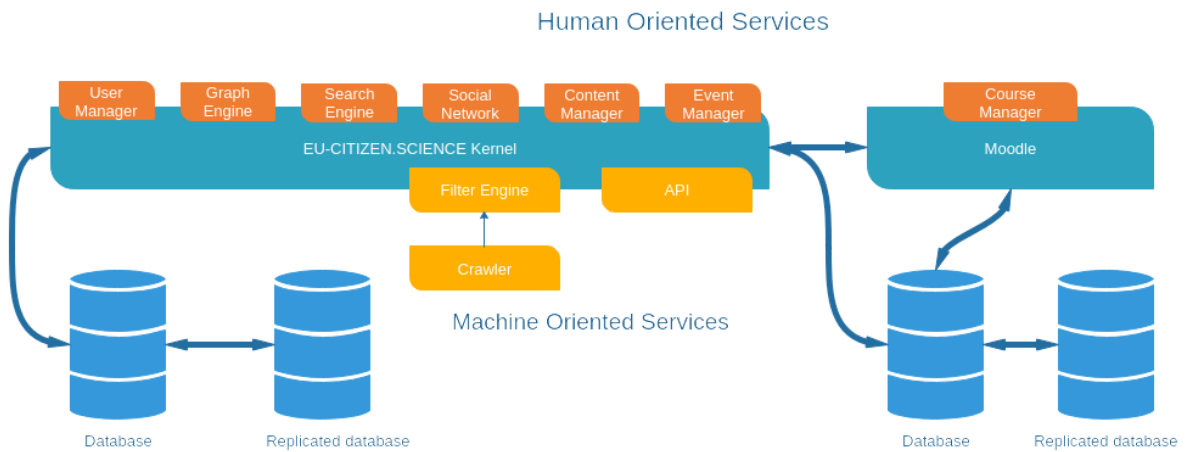 Human Oriented Services
User
Manager
Graph
Engine
Search
Engine
Social
Network
Content
Manager
Event
Manager
Course
Manager
EU-CITIZEN.SCIENCE Kernel
Moodle
Filter Engine
API
Crawler
Machine Oriented Services
Database
Replicated database
Database
Replicated database